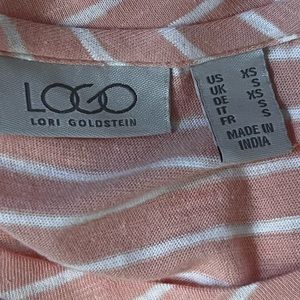 LOGO
LORI GOLDSTEIN
US XS
UK S
DE XS
IT S
FR S
MADE IN
INDIA